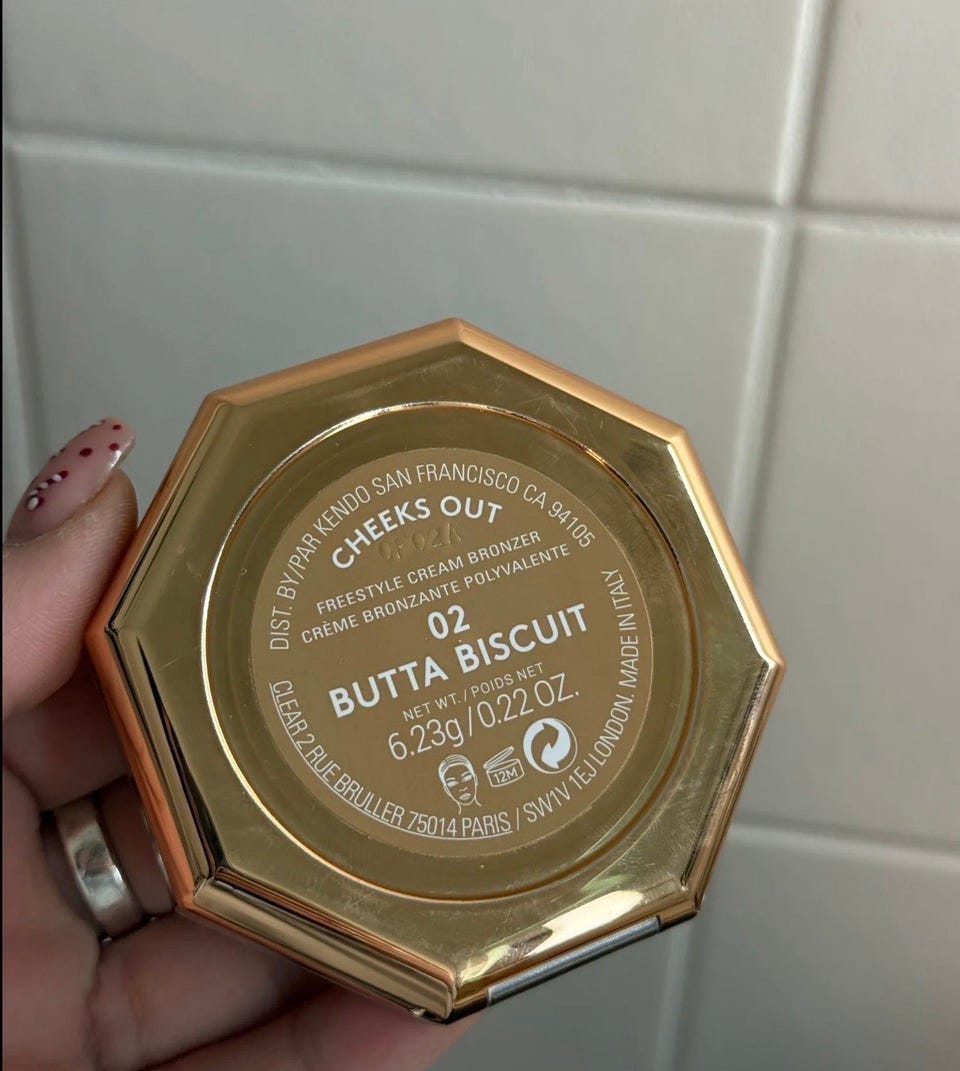 DIST. BY/PAR KENDO SAN FRANCISCO CA 94105
CHEEKS OUT
FREESTYLE CREAM BRONZER
CRÈME BRONZANTE POLYVALENTE
02
BUTTA BISCUIT
NET WT. / POIDS NET
6.23g / 0.22 OZ.
12M
CLEAR 2 RUE BRULLER 75014 PARIS / SW1V 1EJ LONDON. MADE IN ITALY